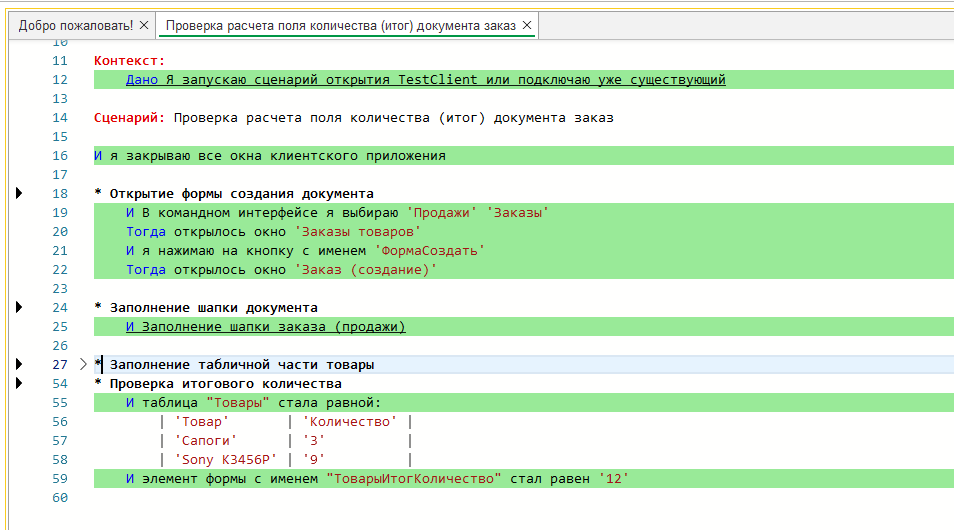 Добро пожаловать! × Проверка расчета поля количества (итог) документа заказ ×
10
11 Контекст:
12 Дано Я запускаю сценарий открытия TestClient или подключаю уже существующий
13
14 Сценарий: Проверка расчета поля количества (итог) документа заказ
15
16 И я закрываю все окна клиентского приложения
17
18 * Открытие формы создания документа
19 И В командном интерфейсе я выбираю 'Продажи' 'Заказы'
20 Тогда открылось окно 'Заказы товаров'
21 И я нажимаю на кнопку с именем 'ФормаСоздать'
22 Тогда открылось окно 'Заказ (создание)'
23
24 * Заполнение шапки документа
25 И Заполнение шапки заказа (продажи)
26
27 * Заполнение табличной части товары
54 * Проверка итогового количества
55 И таблица "Товары" стала равной:
56 | 'Товар' | 'Количество' |
57 | 'Сапоги' | '3' |
58 | 'Sony К3456P' | '9' |
59 И элемент формы с именем "ТоварыИтогКоличество" стал равен '12'
60